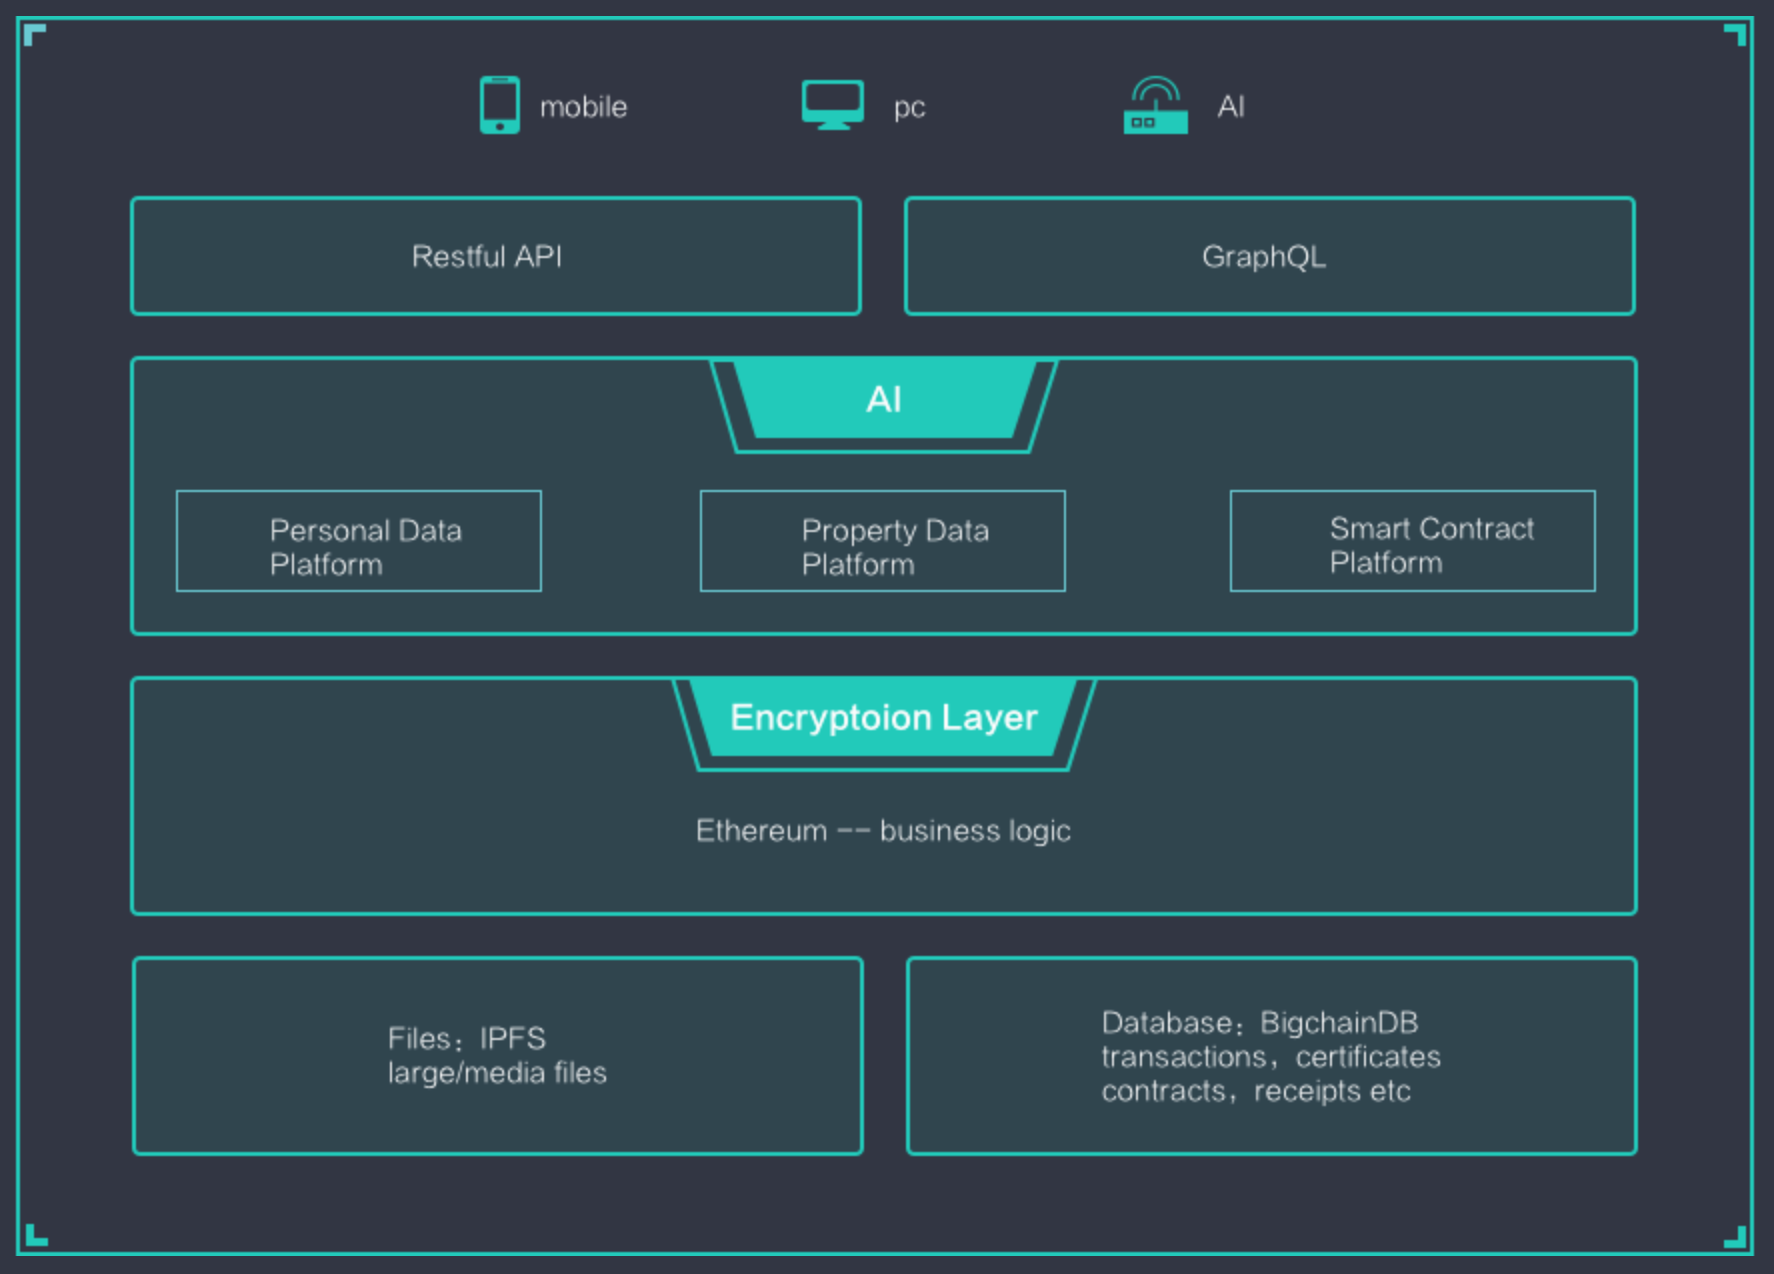 mobile
pc
AI
Restful API
GraphQL
AI
Personal Data
Platform
Property Data
Platform
Smart Contract
Platform
Encryptoion Layer
Ethereum —— business logic
Files：IPFS
large/media files
Database：BigchainDB
transactions，certificates
contracts，receipts etc